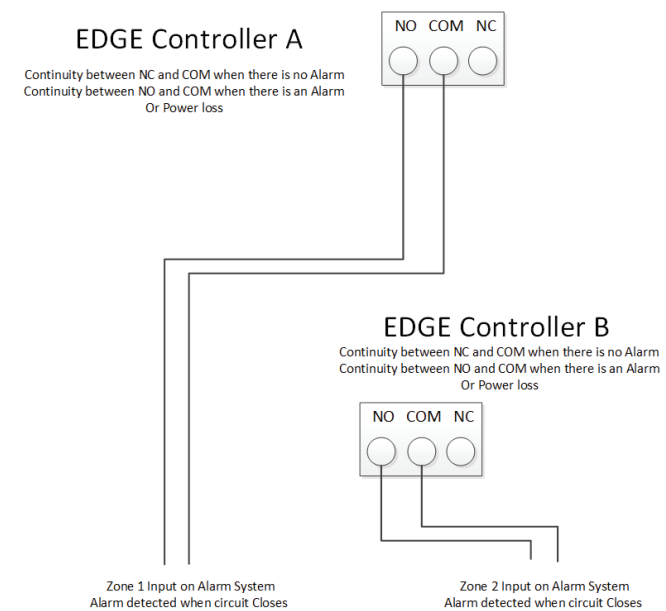 EDGE Controller A
Continuity between NC and COM when there is no Alarm
Continuity between NO and COM when there is an Alarm
Or Power loss
NO COM NC
EDGE Controller B
Continuity between NC and COM when there is no Alarm
Continuity between NO and COM when there is an Alarm
Or Power loss
NO COM NC
Zone 1 Input on Alarm System
Alarm detected when circuit Closes
Zone 2 Input on Alarm System
Alarm detected when circuit Closes